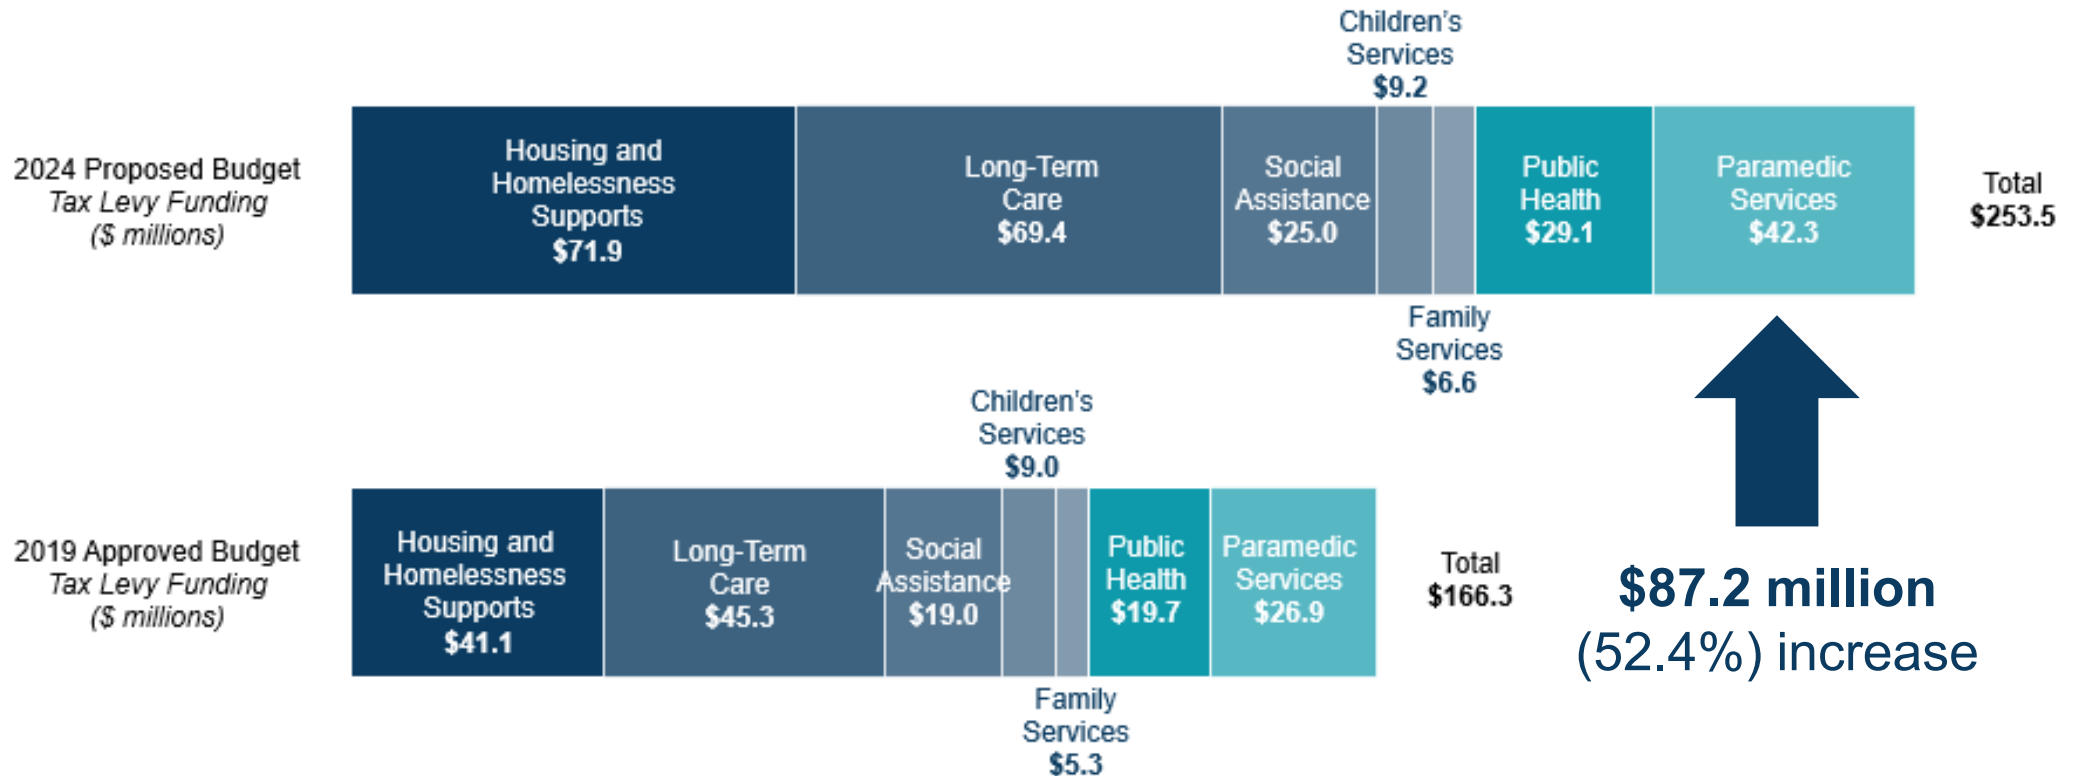 Children's
Services
$9.2
2024 Proposed Budget
Tax Levy Funding
($ millions)
Housing and
Homelessness
Supports
$71.9
Long-Term
Care
$69.4
Social
Assistance
$25.0
Public
Health
$29.1
Paramedic
Services
$42.3
Total
$253.5
Family
Services
$6.6
Children's
Services
$9.0
2019 Approved Budget
Tax Levy Funding
($ millions)
Housing and
Homelessness
Supports
$41.1
Long-Term
Care
$45.3
Social
Assistance
$19.0
Public
Health
$19.7
Paramedic
Services
$26.9
Total
$166.3
$87.2 million
(52.4%) increase
Family
Services
$5.3